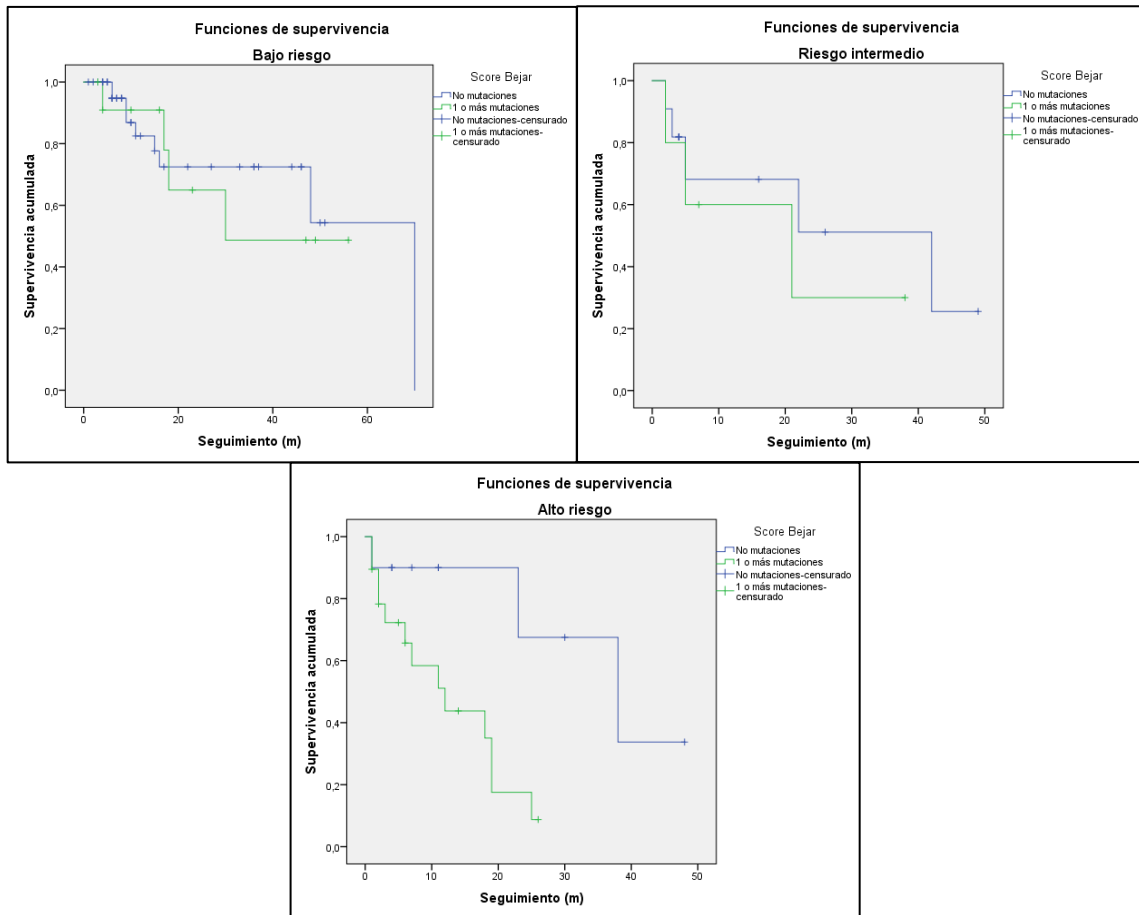 Funciones de supervivencia
Bajo riesgo
Supervivencia acumulada
1,0
0,8
0,6
0,4
0,2
0,0
0
20
40
60
Seguimiento (m)
Score Bejar
No mutaciones
1 o más mutaciones
No mutaciones-censurado
1 o más mutaciones-
censurado
Funciones de supervivencia
Riesgo intermedio
Supervivencia acumulada
1,0
0,8
0,6
0,4
0,2
0,0
0
10
20
30
40
50
Seguimiento (m)
Score Bejar
No mutaciones
1 o más mutaciones
No mutaciones-censurado
1 o más mutaciones-
censurado
Funciones de supervivencia
Alto riesgo
Supervivencia acumulada
1,0
0,8
0,6
0,4
0,2
0,0
0
10
20
30
40
50
Seguimiento (m)
Score Bejar
No mutaciones
1 o más mutaciones
No mutaciones-censurado
1 o más mutaciones-
censurado